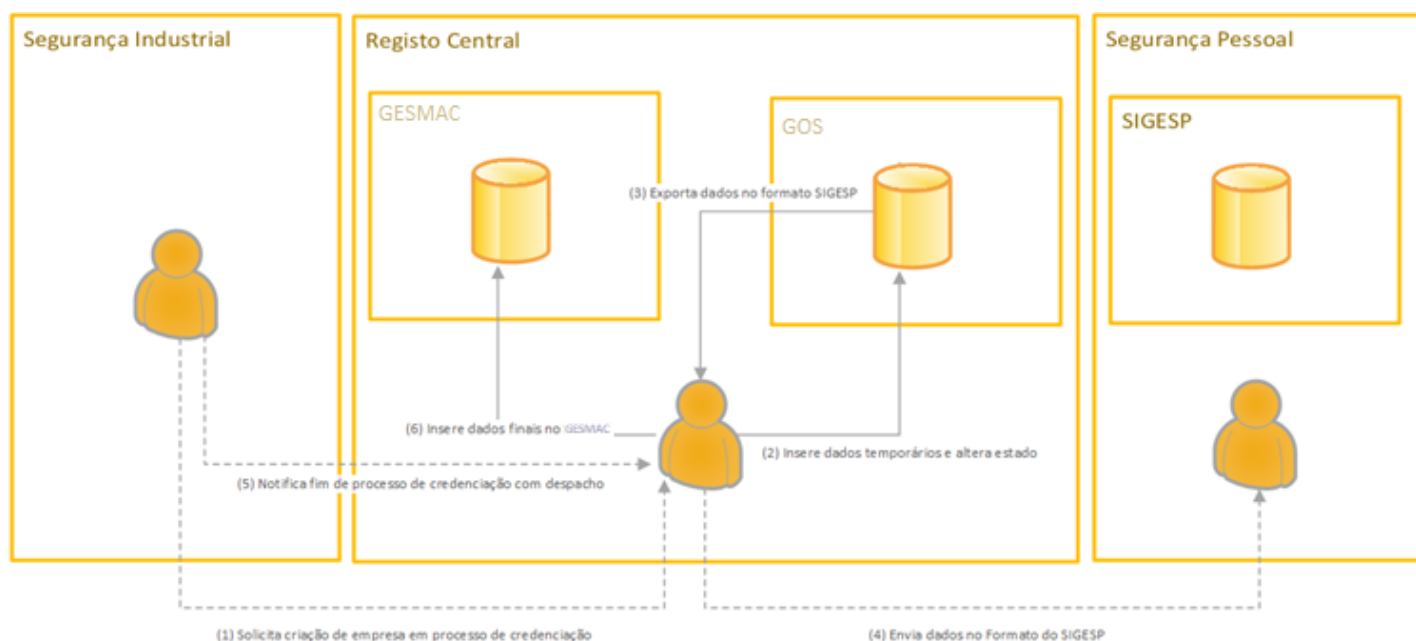 Segurança Industrial
Registo Central
Segurança Pessoal
GESMAC
GOS
SIGESP
(3) Exporta dados no formato SIGESP
(6) Insere dados finais no GESMAC
(2) Insere dados temporários e altera estado
(5) Notifica fim de processo de credenciação com despacho
(1) Solicita criação de empresa em processo de credenciação
(4) Envia dados no Formato do SIGESP